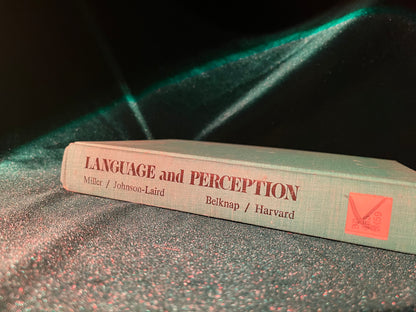 LANGUAGE and PERCEPTION
Miller / Johnson-Laird
Belknap / Harvard